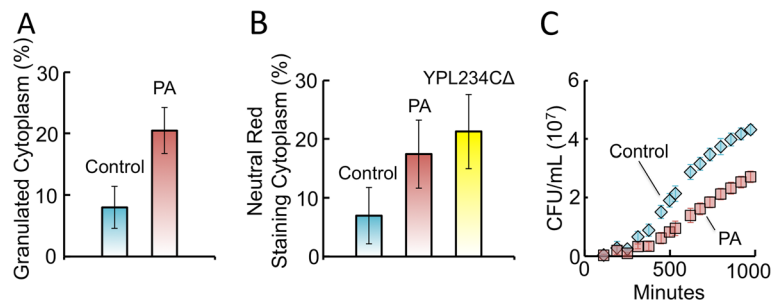 A
Granulated Cytoplasm (%)
30
20
10
0
Control
PA
B
Neutral Red
Staining Cytoplasm (%)
30
20
10
0
Control
PA
YPL234CΔ
C
CFU/mL (10⁷)
6
4
2
0
Control
PA
0
500
1000
Minutes